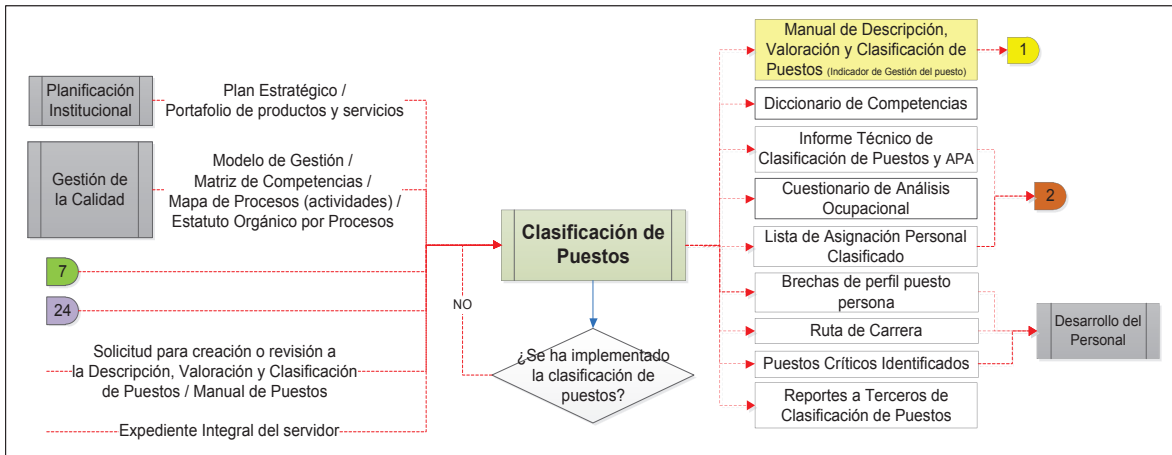 Planificación
Institucional
Plan Estratégico /
Portafolio de productos y servicios
Gestión de
la Calidad
Modelo de Gestión /
Matriz de Competencias /
Mapa de Procesos (actividades) /
Estatuto Orgánico por Procesos
7
24
Solicitud para creación o revisión a
la Descripción, Valoración y Clasificación
de Puestos / Manual de Puestos
Expediente Integral del servidor
NO
Clasificación de
Puestos
¿Se ha implementado
la clasificación de
puestos?
Manual de Descripción,
Valoración y Clasificación de
Puestos (Indicador de Gestión del puesto)
1
Diccionario de Competencias
Informe Técnico de
Clasificación de Puestos y APA
Cuestionario de Análisis
Ocupacional
2
Lista de Asignación Personal
Clasificado
Brechas de perfil puesto
persona
Ruta de Carrera
Desarrollo del
Personal
Puestos Críticos Identificados
Reportes a Terceros de
Clasificación de Puestos